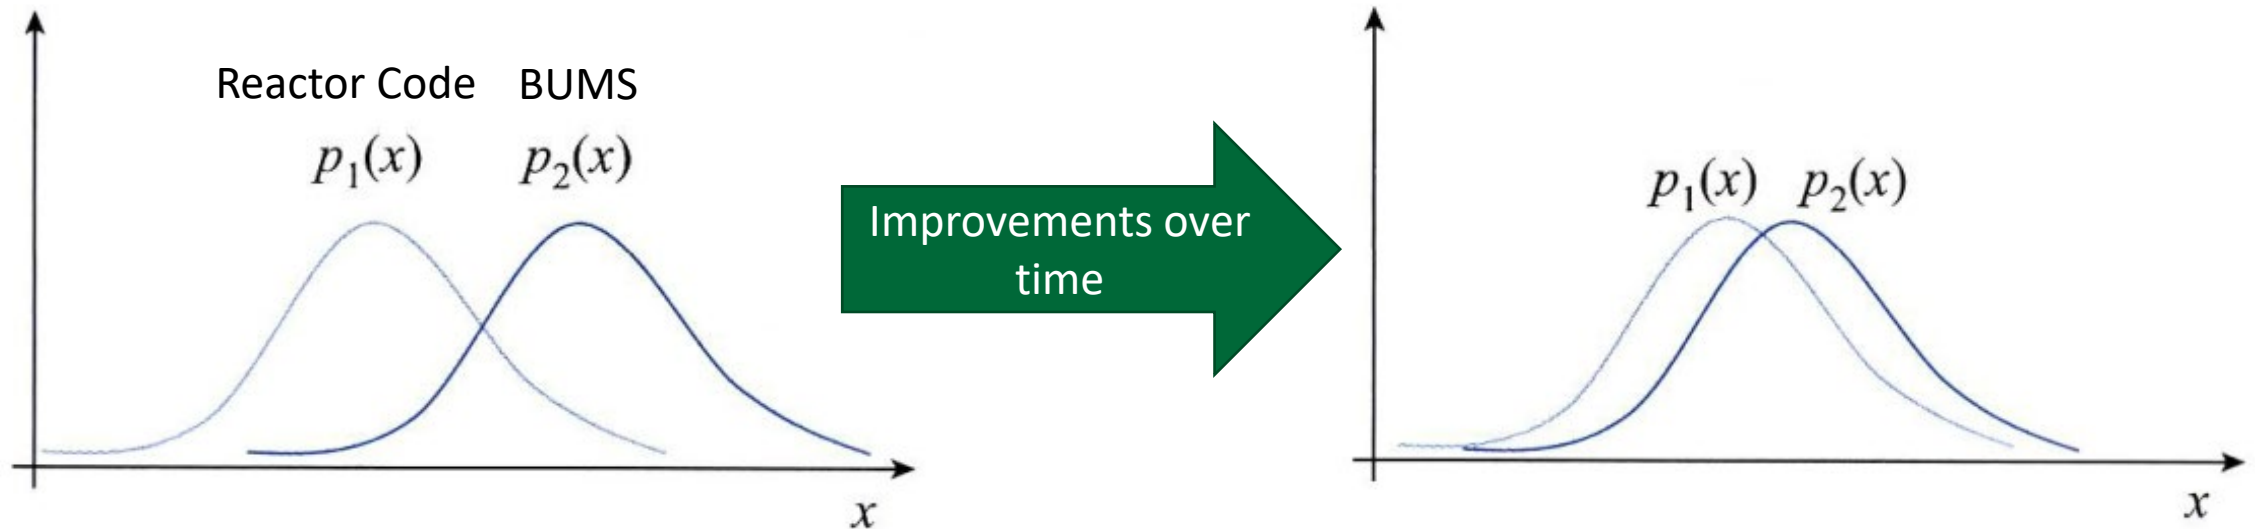 Reactor Code BUMS
p₁(x) p₂(x)
x
Improvements over
time
p₁(x) p₂(x)
x